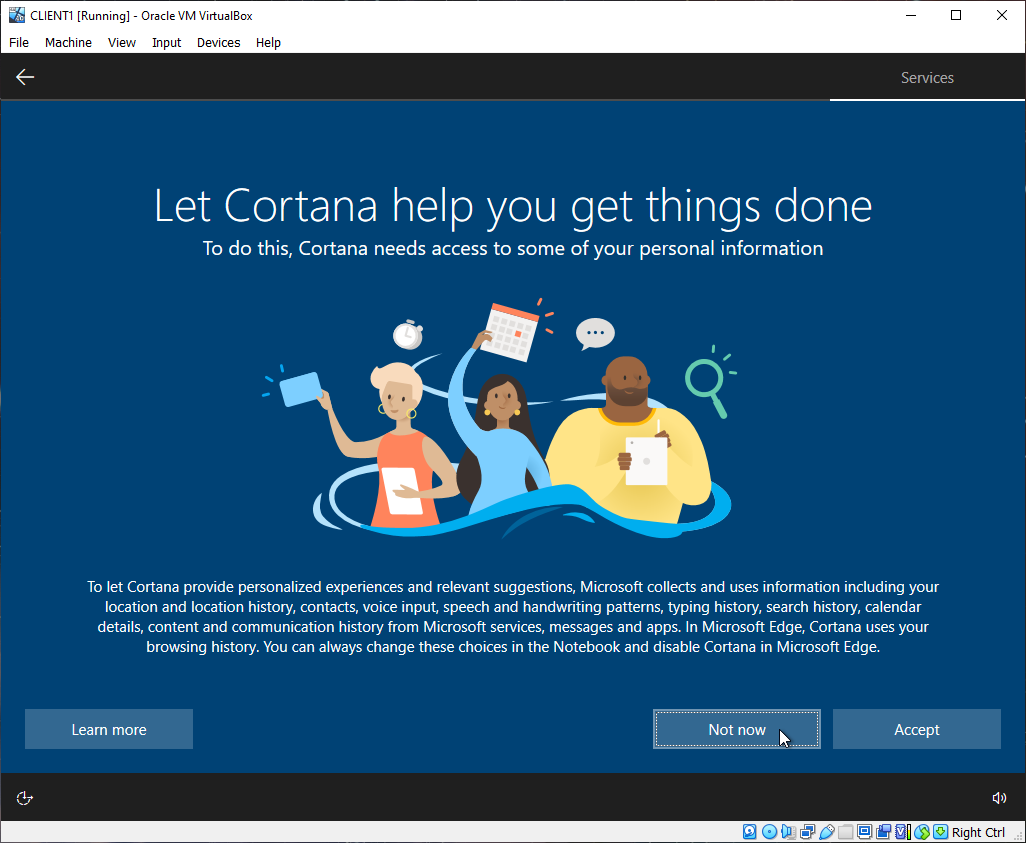 CLIENT1 [Running] - Oracle VM VirtualBox
File Machine View Input Devices Help
Services
Let Cortana help you get things done
To do this, Cortana needs access to some of your personal information
To let Cortana provide personalized experiences and relevant suggestions, Microsoft collects and uses information including your
location and location history, contacts, voice input, speech and handwriting patterns, typing history, search history, calendar
details, content and communication history from Microsoft services, messages and apps. In Microsoft Edge, Cortana uses your
browsing history. You can always change these choices in the Notebook and disable Cortana in Microsoft Edge.
Learn more Not now Accept
Right Ctrl